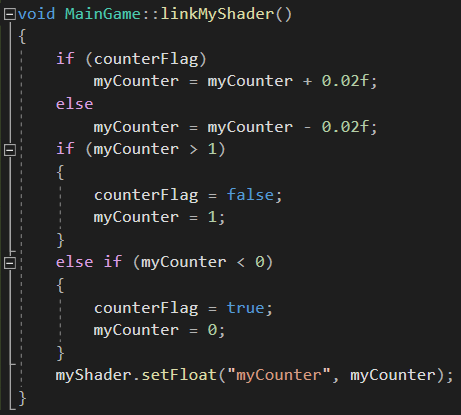 void MainGame::linkMyShader()
{
    if (counterFlag)
        myCounter = myCounter + 0.02f;
    else
        myCounter = myCounter - 0.02f;
    if (myCounter > 1)
    {
        counterFlag = false;
        myCounter = 1;
    }
    else if (myCounter < 0)
    {
        counterFlag = true;
        myCounter = 0;
    }
    myShader.setFloat("myCounter", myCounter);
}